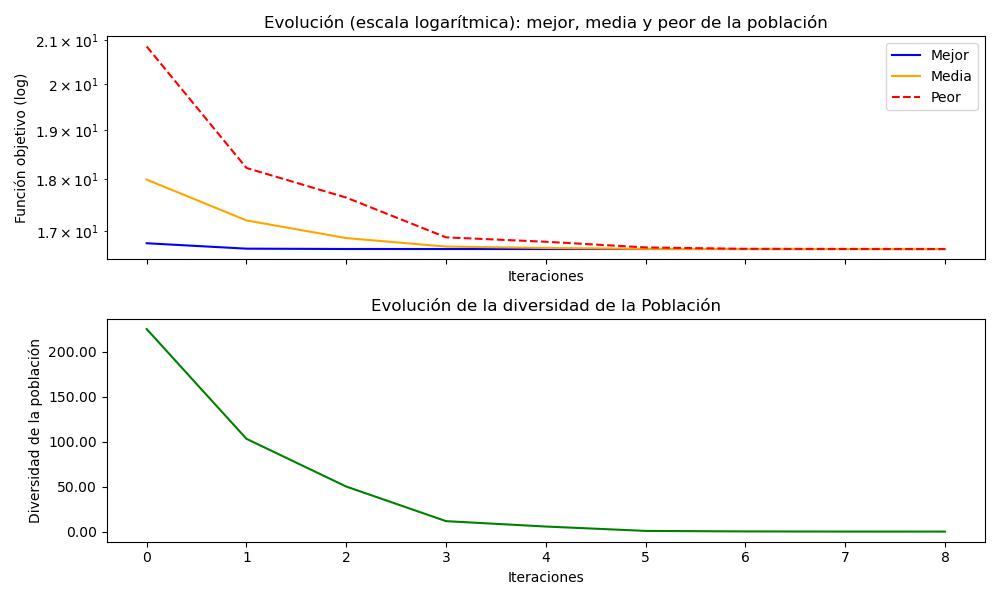 Evolución (escala logarítmica): mejor, media y peor de la población
Función objetivo (log)
2.1 × 10¹
2 × 10¹
1.9 × 10¹
1.8 × 10¹
1.7 × 10¹
Mejor
Media
Peor
Iteraciones
Evolución de la diversidad de la Población
Diversidad de la población
200.00
150.00
100.00
50.00
0.00
0 1 2 3 4 5 6 7 8
Iteraciones